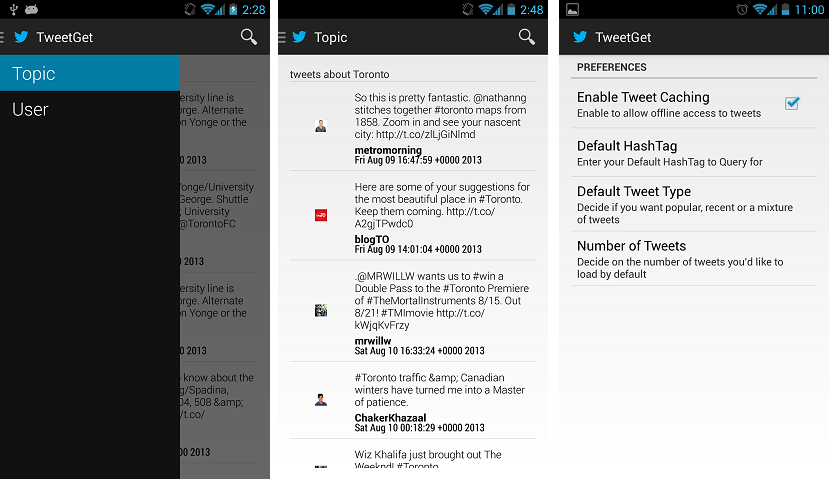 2:28
TweetGet
Topic
User
ersity line is
orge. Alternate
on Yonge or the
013
Yonge/University
George. Shuttle
; University
@TorontoFC
2013
ersity line is
orge. Alternate
on Yonge or the
013
know about the
g/Spadina,
04, 508 &amp;
/t.co/
013
2:48
Topic
tweets about Toronto
So this is pretty fantastic. @nathanng
stitches together #toronto maps from
1858. Zoom in and see your nascent
city: http://t.co/zlLjGiNlmd
metromorning
Fri Aug 09 16:47:59 +0000 2013
Here are some of your suggestions for
the most beautiful place in #Toronto.
Keep them coming. http://t.co/
A2gjTPwdc0
blogTO
Fri Aug 09 14:01:04 +0000 2013
.@MRWILLW wants us to #win a
Double Pass to the #Toronto Premiere
of #TheMortalInstruments 8/15. Out
8/21! #TMImovie http://t.co/
kWjqKvFrzy
mrwillw
Sat Aug 10 16:33:24 +0000 2013
#Toronto traffic &amp; Canadian
winters have turned me into a Master
of patience.
ChakerKhazaal
Sat Aug 10 00:18:29 +0000 2013
Wiz Khalifa just brought out The
Weeknd! #Toronto
11:00
TweetGet
PREFERENCES
Enable Tweet Caching
Enable to allow offline access to tweets
Default HashTag
Enter your Default HashTag to Query for
Default Tweet Type
Decide if you want popular, recent or a mixture
of tweets
Number of Tweets
Decide on the number of tweets you'd like to
load by default